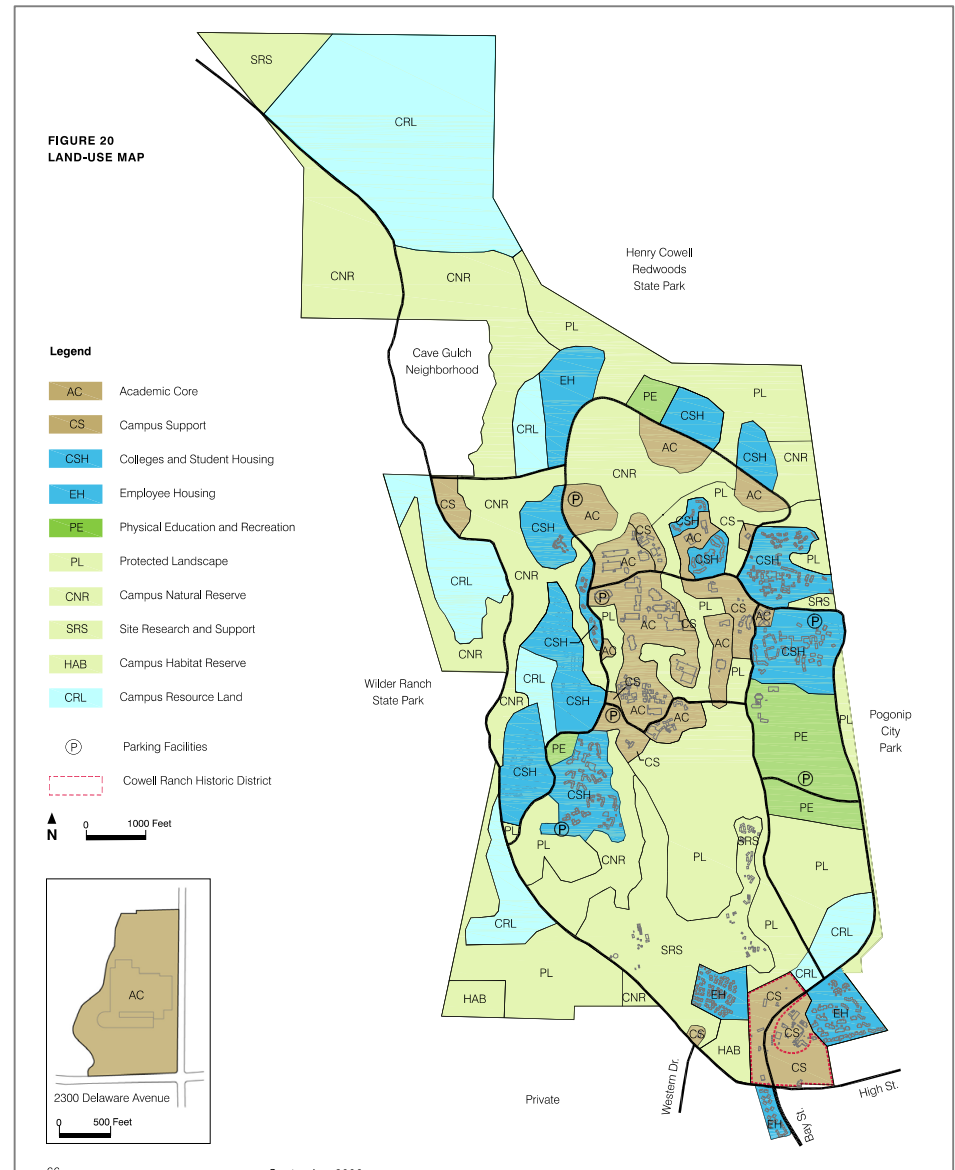 FIGURE 20
LAND-USE MAP
SRS
CRL
Henry Cowell
Redwoods
State Park
CNR
CNR
PL
Cave Gulch
Neighborhood
Legend
AC Academic Core
CS Campus Support
CSH Colleges and Student Housing
EH Employee Housing
PE Physical Education and Recreation
PL Protected Landscape
CNR Campus Natural Reserve
SRS Site Research and Support
HAB Campus Habitat Reserve
CRL Campus Resource Land
P Parking Facilities
Cowell Ranch Historic District
N
0 1000 Feet
EH
PE
PL
CSH
CRL
AC
CSH
CNR
CNR
PL
AC
CS
CNR
P
AC
CS
CSH
CS
CSH
AC
CSH
AC
CSH
PL
CNR
CRL
P
SRS
PL
PL
CS
AC
P
AC
CS
CSH
AC
AC
CSH
CNR
CRL
PL
Wilder Ranch
State Park
CNR
CS
P
AC
AC
PL
Pogonip
City
Park
PE
PE
CS
CSH
CSH
P
PE
P
PL
PL
CNR
PL
SRS
PL
CRL
PL
CRL
SRS
PL
CRL
HAB
CNR
EH
CS
EH
CS
CS
HAB
CS
Western Dr.
High St.
Bay St.
EH
Private
AC
2300 Delaware Avenue
0 500 Feet